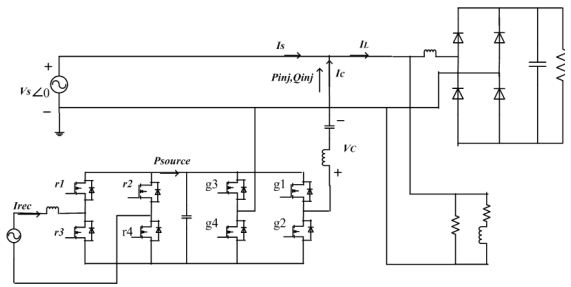 Is
IL
+
Pinj,Qinj
Ic
Vs∠0
−
−
VC
+
Psource
r1
r2
g3
g1
Irec
r3
r4
g4
g2